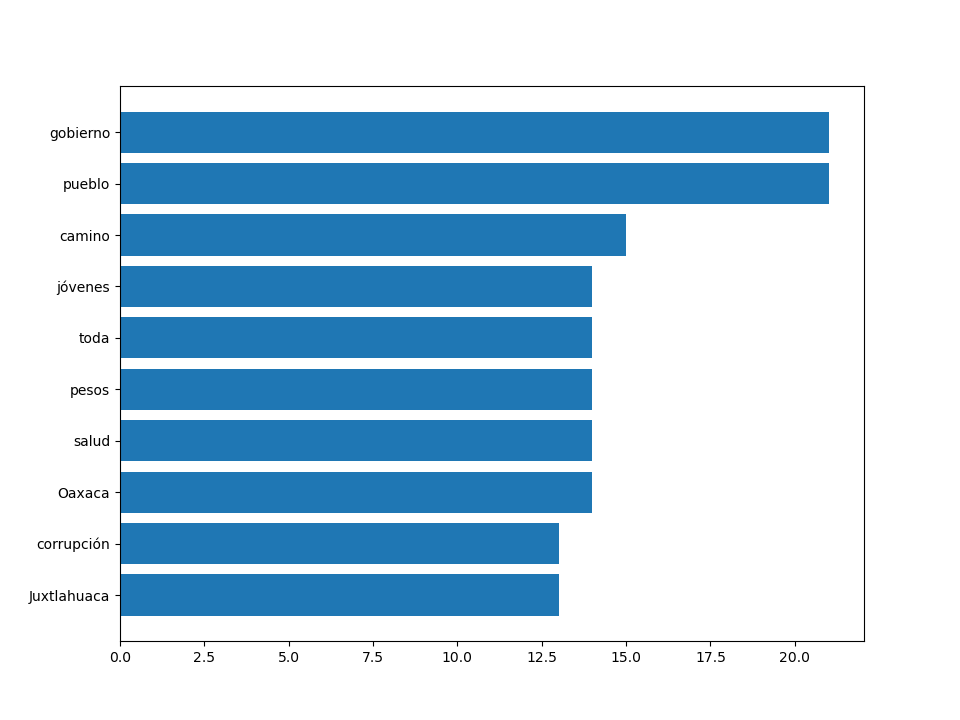 gobierno
pueblo
camino
jóvenes
toda
pesos
salud
Oaxaca
corrupción
Juxtlahuaca
0.0 2.5 5.0 7.5 10.0 12.5 15.0 17.5 20.0